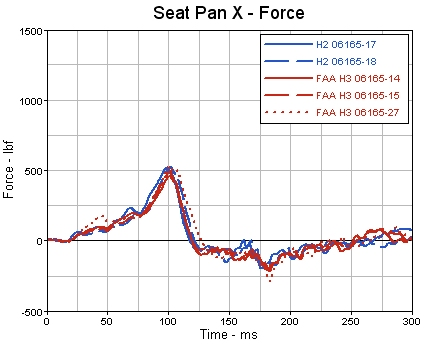 Seat Pan X - Force
1500
1000
500
0
-500
Force - lbf
H2 06165-17
H2 06165-18
FAA H3 06165-14
FAA H3 06165-15
FAA H3 06165-27
0 50 100 150 200 250 300
Time - ms